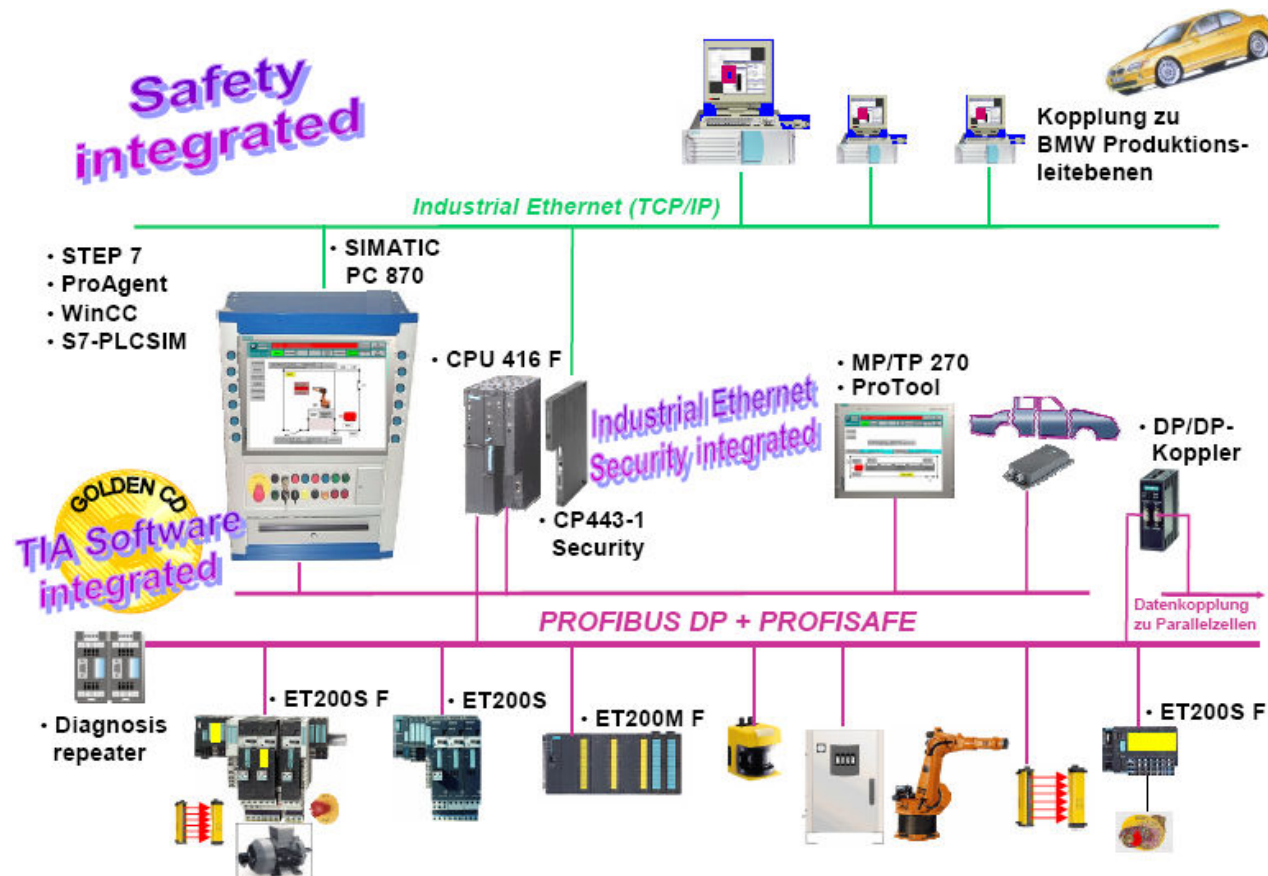 Safety
integrated
Kopplung zu
BMW Produktions-
leitebenen
Industrial Ethernet (TCP/IP)
• STEP 7
• ProAgent
• WinCC
• S7-PLCSIM
• SIMATIC
PC 870
• CPU 416 F
Industrial Ethernet
Security integrated
• MP/TP 270
• ProTool
• DP/DP-
Koppler
• CP443-1
Security
GOLDEN CD
TIA Software
integrated
PROFIBUS DP + PROFISAFE
Datenkopplung
zu Parallelzellen
• Diagnosis
repeater
• ET200S F
• ET200S
• ET200M F
• ET200S F